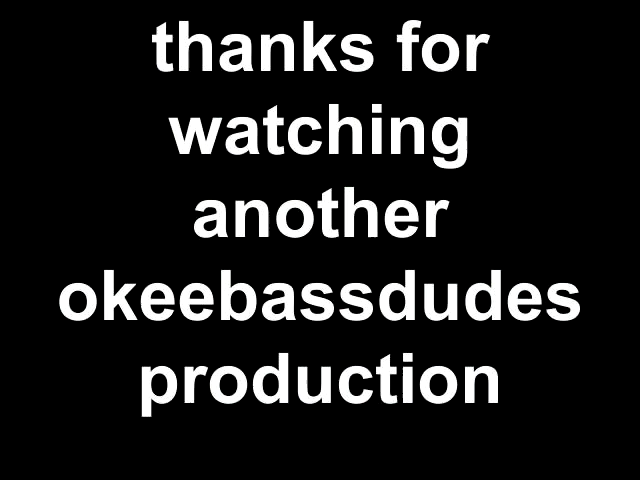 thanks for
watching
another
okeebassdudes
production